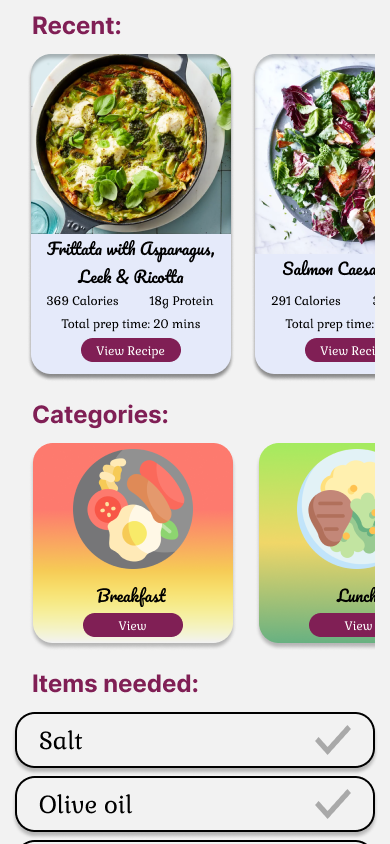 Recent:
Frittata with Asparagus,
Leek & Ricotta
369 Calories 18g Protein
Total prep time: 20 mins
View Recipe
Salmon Caesa
291 Calories
Total prep time:
View Reci
Categories:
Breakfast
View
Lunch
View
Items needed:
Salt
Olive oil